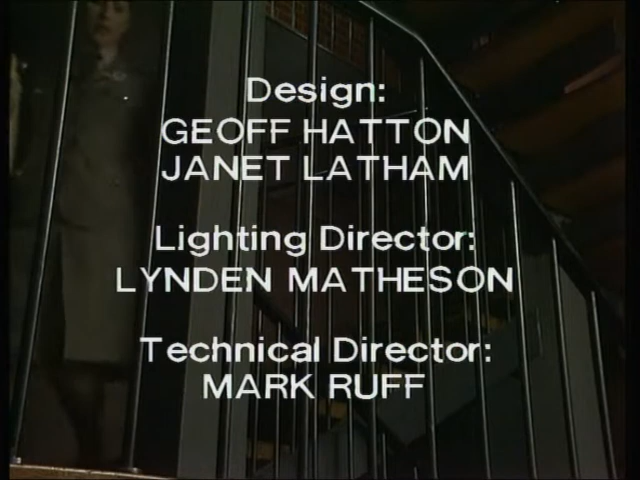 Design:
GEOFF HATTON
JANET LATHAM
Lighting Director:
LYNDEN MATHESON
Technical Director:
MARK RUFF